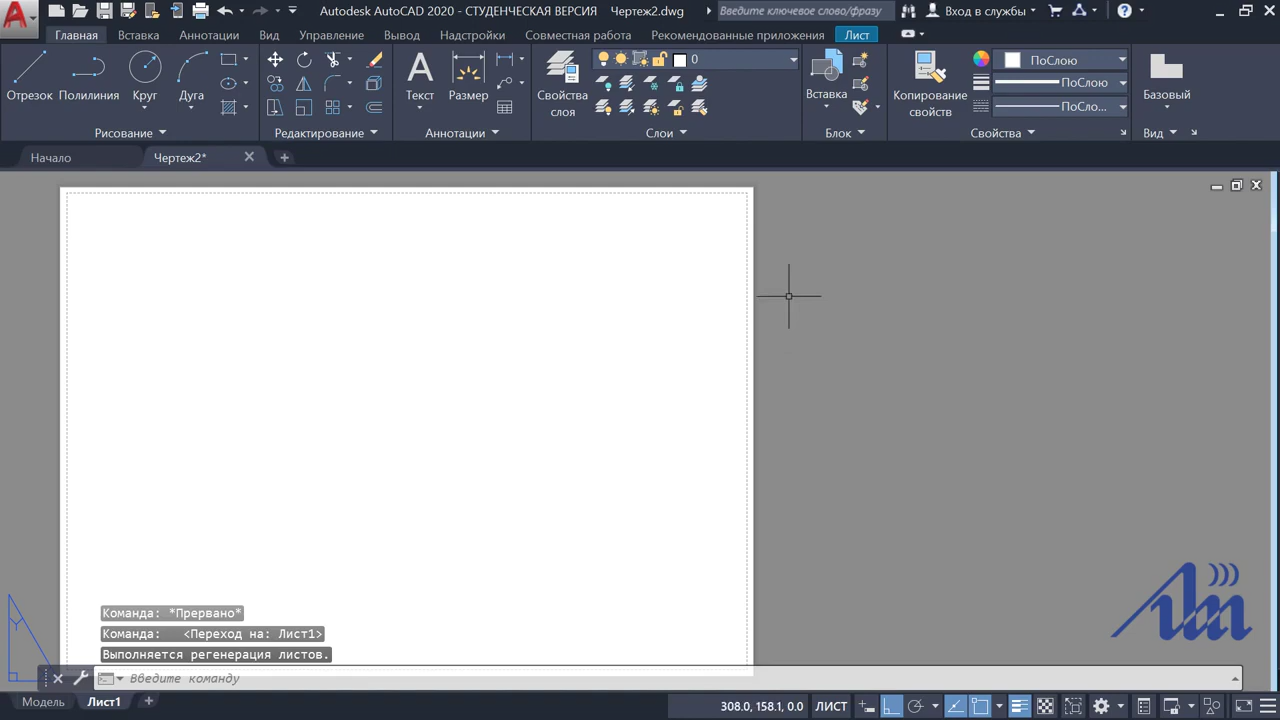 Autodesk AutoCAD 2020 - СТУДЕНЧЕСКАЯ ВЕРСИЯ Чертеж2.dwg
Введите ключевое слово/фразу
Вход в службы
Главная Вставка Аннотации Вид Управление Вывод Надстройки Совместная работа Рекомендованные приложения Лист
Отрезок Полилиния Круг Дуга
Рисование
Редактирование
Текст Размер
Аннотации
Свойства слоя
0
Слои
Вставка
Блок
Копирование свойств
ПоСлою
ПоСлою
ПоСло...
Свойства
Базовый
Вид
Начало Чертеж2*
Y
Команда: *Прервано*
Команда: <Переход на: Лист1>
Выполняется регенерация листов.
Введите команду
Модель Лист1
308.0, 158.1, 0.0 ЛИСТ